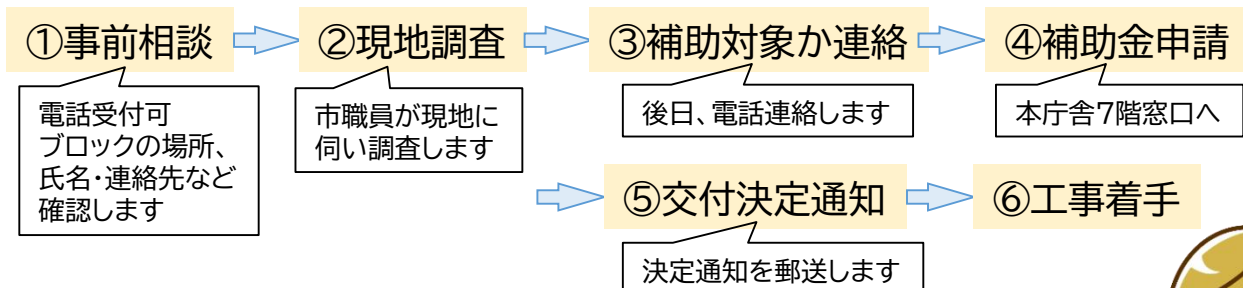 ①事前相談
電話受付可
ブロックの場所、
氏名・連絡先など
確認します
②現地調査
市職員が現地に
伺い調査します
③補助対象か連絡
後日、電話連絡します
④補助金申請
本庁舎7階窓口へ
⑤交付決定通知
決定通知を郵送します
⑥工事着手